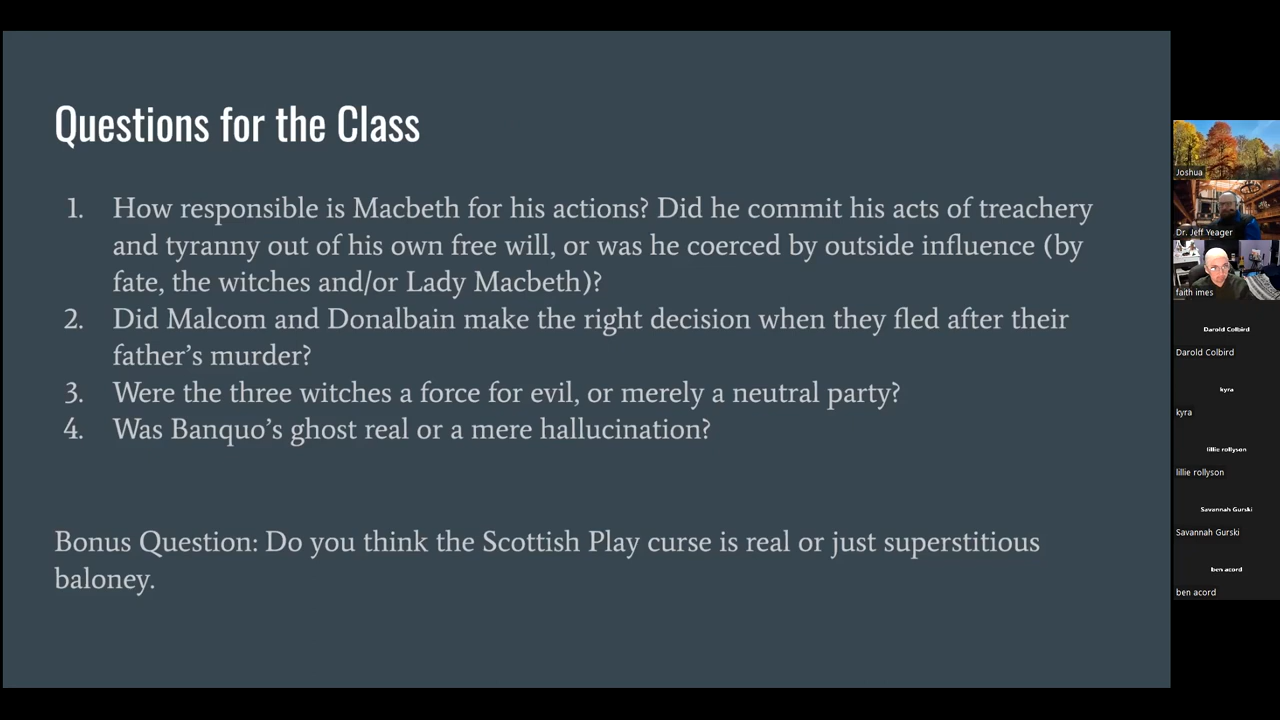 Questions for the Class
1. How responsible is Macbeth for his actions? Did he commit his acts of treachery
and tyranny out of his own free will, or was he coerced by outside influence (by
fate, the witches and/or Lady Macbeth)?
2. Did Malcom and Donalbain make the right decision when they fled after their
father’s murder?
3. Were the three witches a force for evil, or merely a neutral party?
4. Was Banquo’s ghost real or a mere hallucination?
Bonus Question: Do you think the Scottish Play curse is real or just superstitious
baloney.
Joshua
Dr. Jeff Yeager
faith imes
Darold Colbird
Darold Colbird
kyra
kyra
lillie rollyson
lillie rollyson
Savannah Gurski
Savannah Gurski
ben acord
ben acord